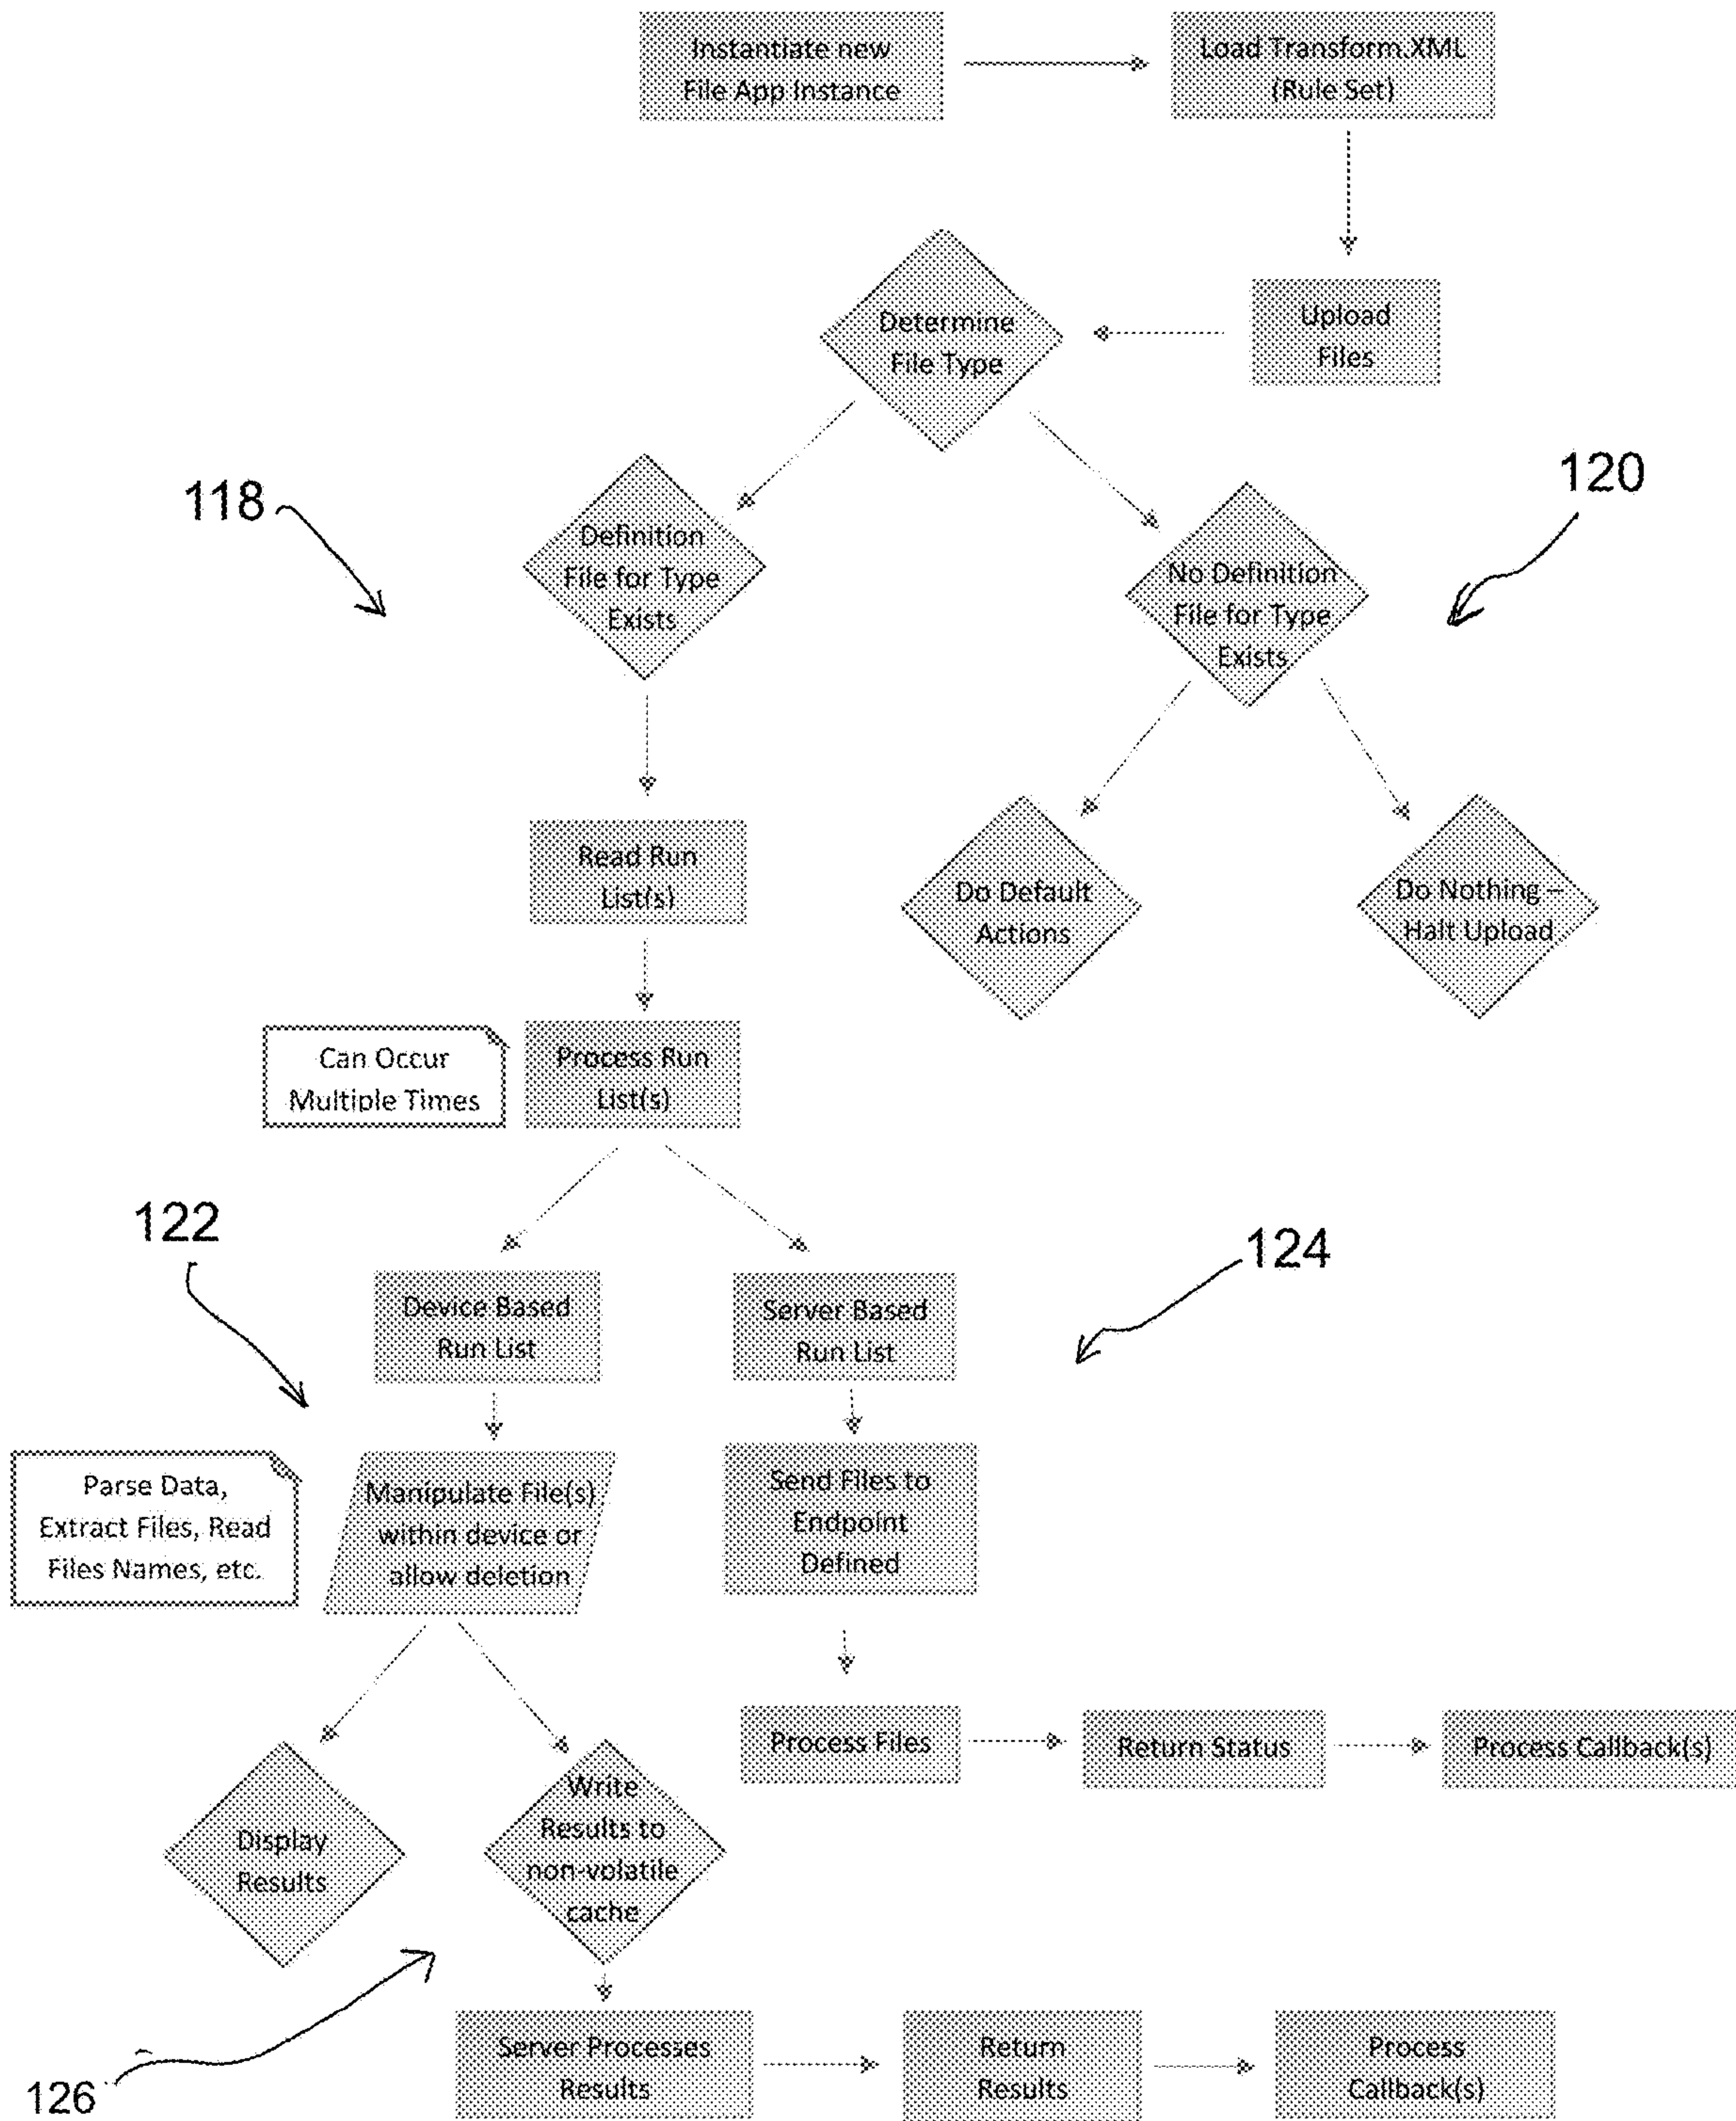 Instantiate new
File App Instance
Load Transform.XML
(Rule Set)
Upload
Files
Determine
File Type
118
120
Definition
File for Type
Exists
No Definition
File for Type
Exists
Read Run
List(s)
Do Default
Actions
Do Nothing –
Halt Upload
Can Occur
Multiple Times
Process Run
List(s)
122
124
Device Based
Run List
Server Based
Run List
Parse Data,
Extract Files, Read
Files Names, etc.
Manipulate File(s)
within device or
allow deletion
Send Files to
Endpoint
Defined
Process Files
Return Status
Process Callback(s)
Display
Results
Write
Results to
non-volatile
cache
126
Server Processes
Results
Return
Results
Process
Callback(s)